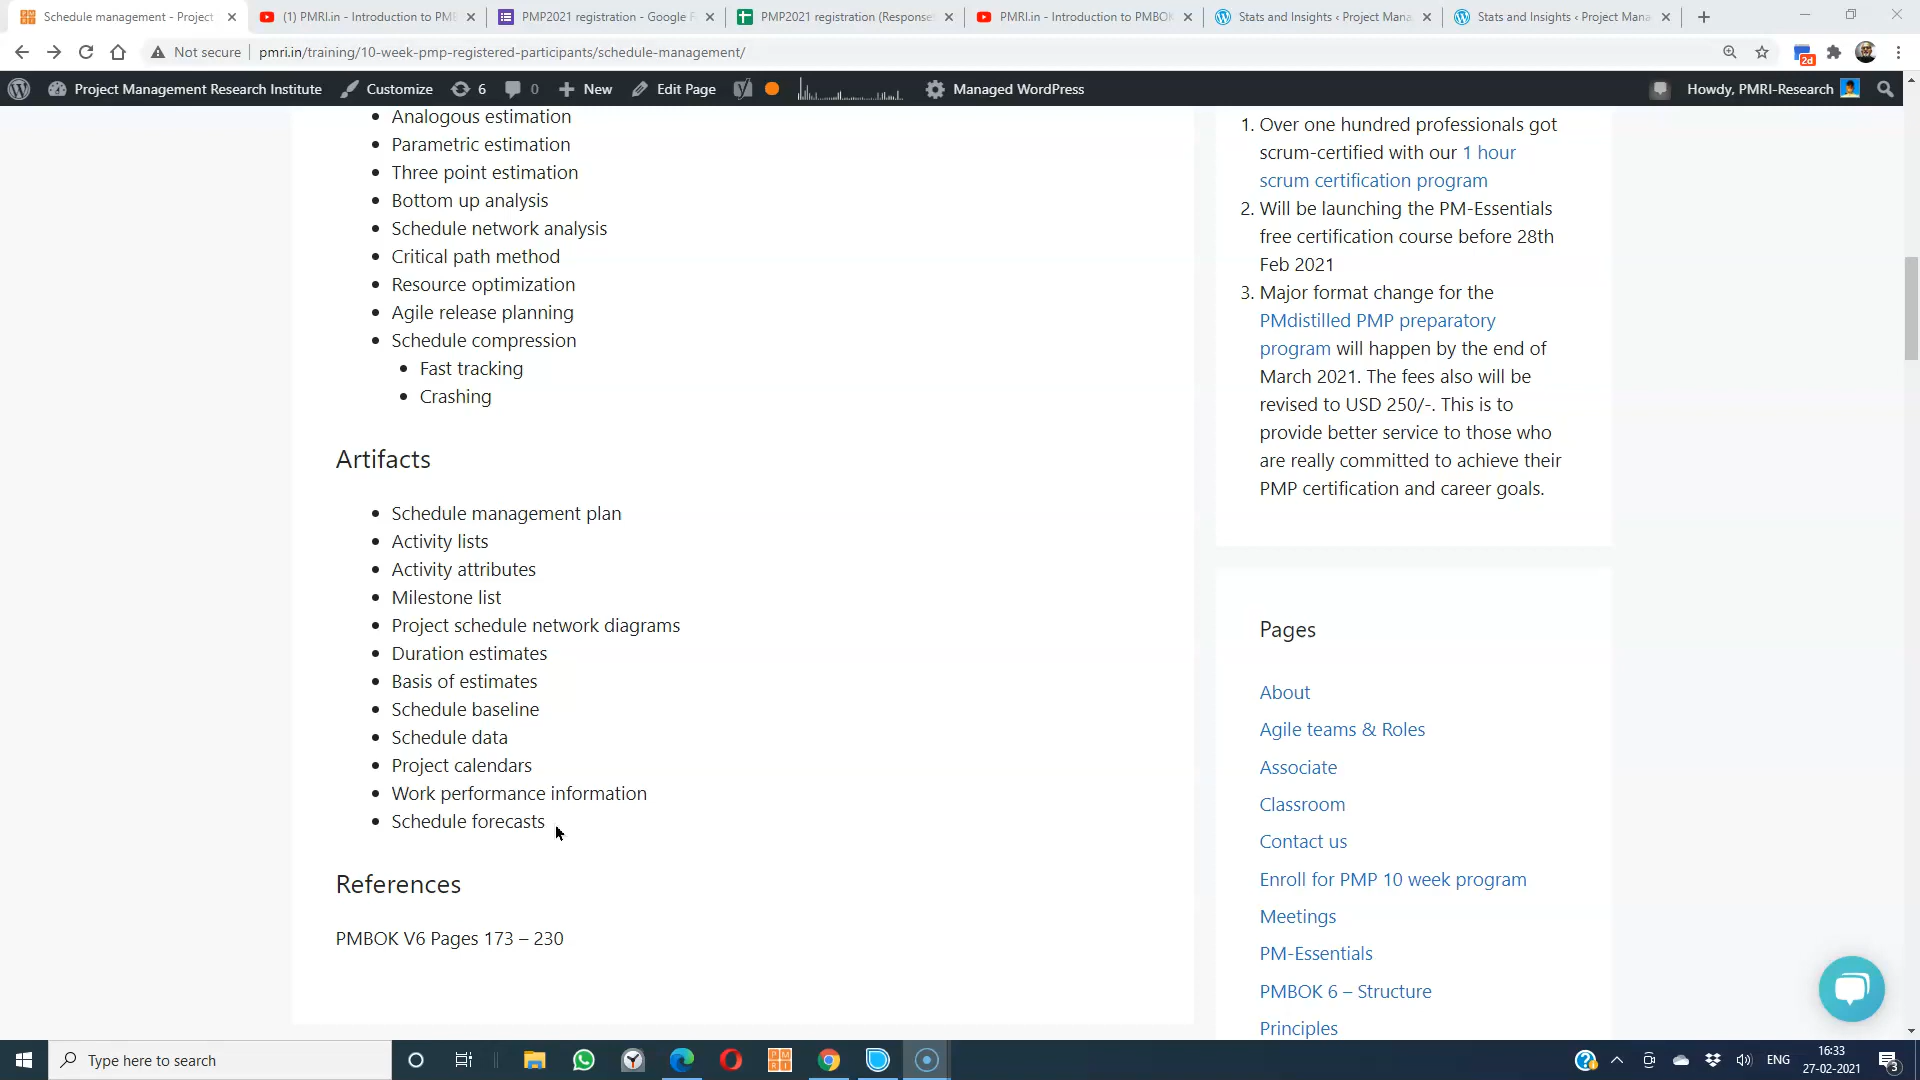 Schedule management - Project
(1) PMRI.in - Introduction to PMB
PMP2021 registration - Google F
PMP2021 registration (Response
PMRI.in - Introduction to PMBOK
Stats and Insights ‹ Project Mana
Stats and Insights ‹ Project Mana
Not secure
pmri.in/training/10-week-pmp-registered-participants/schedule-management/
2d
Project Management Research Institute
Customize
6
0
New
Edit Page
Managed WordPress
Howdy, PMRI-Research
Analogous estimation
Parametric estimation
Three point estimation
Bottom up analysis
Schedule network analysis
Critical path method
Resource optimization
Agile release planning
Schedule compression
Fast tracking
Crashing
Artifacts
Schedule management plan
Activity lists
Activity attributes
Milestone list
Project schedule network diagrams
Duration estimates
Basis of estimates
Schedule baseline
Schedule data
Project calendars
Work performance information
Schedule forecasts
References
PMBOK V6 Pages 173 – 230
1. Over one hundred professionals got
scrum-certified with our 1 hour
scrum certification program
2. Will be launching the PM-Essentials
free certification course before 28th
Feb 2021
3. Major format change for the
PMdistilled PMP preparatory
program will happen by the end of
March 2021. The fees also will be
revised to USD 250/-. This is to
provide better service to those who
are really committed to achieve their
PMP certification and career goals.
Pages
About
Agile teams & Roles
Associate
Classroom
Contact us
Enroll for PMP 10 week program
Meetings
PM-Essentials
PMBOK 6 – Structure
Principles
Type here to search
PM
RI
ENG
16:33
27-02-2021
3